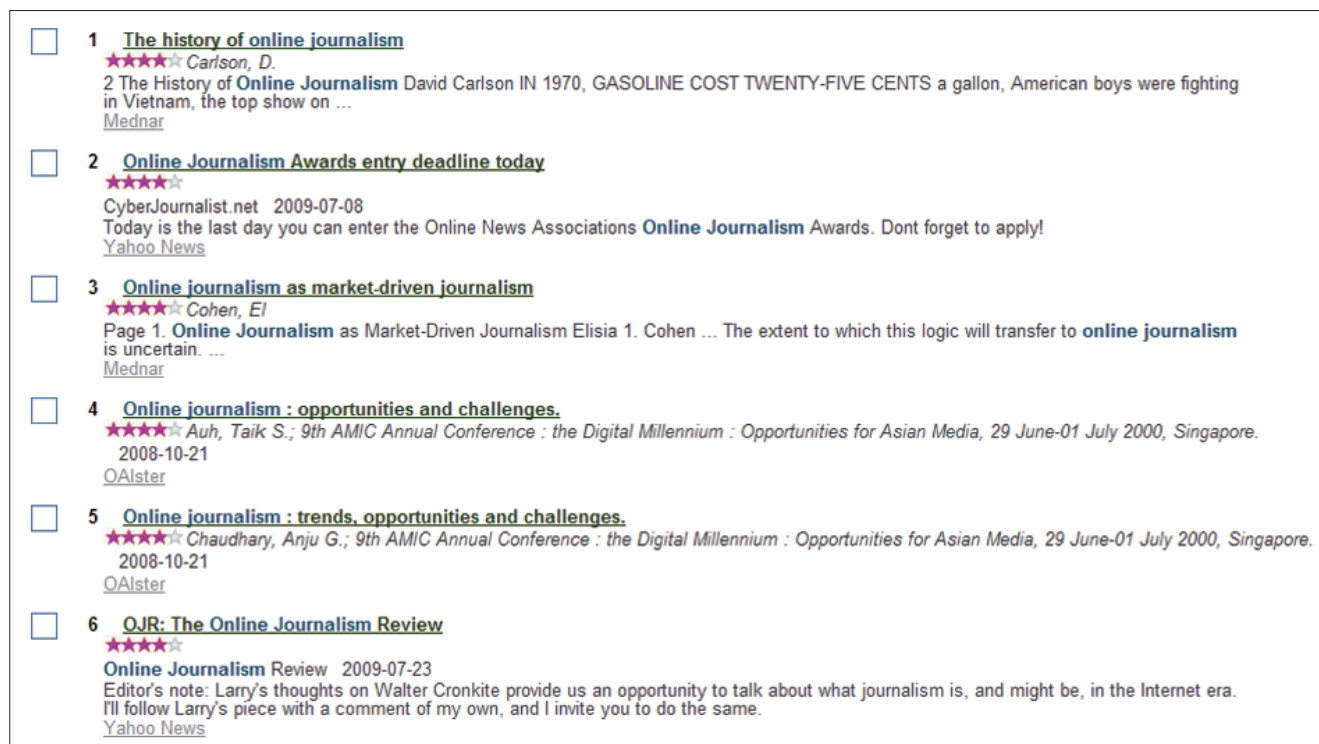 1 The history of online journalism
Carlson, D.
2 The History of Online Journalism David Carlson IN 1970, GASOLINE COST TWENTY-FIVE CENTS a gallon, American boys were fighting
in Vietnam, the top show on ...
Mednar
2 Online Journalism Awards entry deadline today
CyberJournalist.net 2009-07-08
Today is the last day you can enter the Online News Associations Online Journalism Awards. Dont forget to apply!
Yahoo News
3 Online journalism as market-driven journalism
Cohen, El
Page 1. Online Journalism as Market-Driven Journalism Elisia 1. Cohen ... The extent to which this logic will transfer to online journalism
is uncertain. ...
Mednar
4 Online journalism : opportunities and challenges.
Auh, Taik S.; 9th AMIC Annual Conference : the Digital Millennium : Opportunities for Asian Media, 29 June-01 July 2000, Singapore.
2008-10-21
OAIster
5 Online journalism : trends, opportunities and challenges.
Chaudhary, Anju G.; 9th AMIC Annual Conference : the Digital Millennium : Opportunities for Asian Media, 29 June-01 July 2000, Singapore.
2008-10-21
OAIster
6 OJR: The Online Journalism Review
Online Journalism Review 2009-07-23
Editor's note: Larry's thoughts on Walter Cronkite provide us an opportunity to talk about what journalism is, and might be, in the Internet era.
I'll follow Larry's piece with a comment of my own, and I invite you to do the same.
Yahoo News